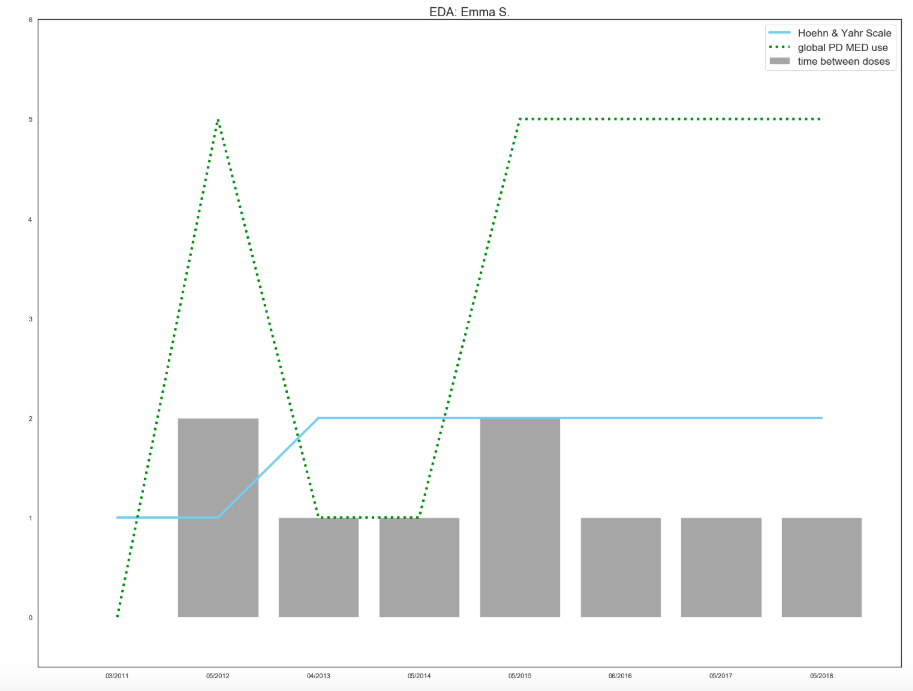 EDA: Emma S.
Hoehn & Yahr Scale
global PD MED use
time between doses
6
5
4
3
2
1
0
03/2011 05/2012 04/2013 05/2014 05/2015 06/2016 05/2017 05/2018